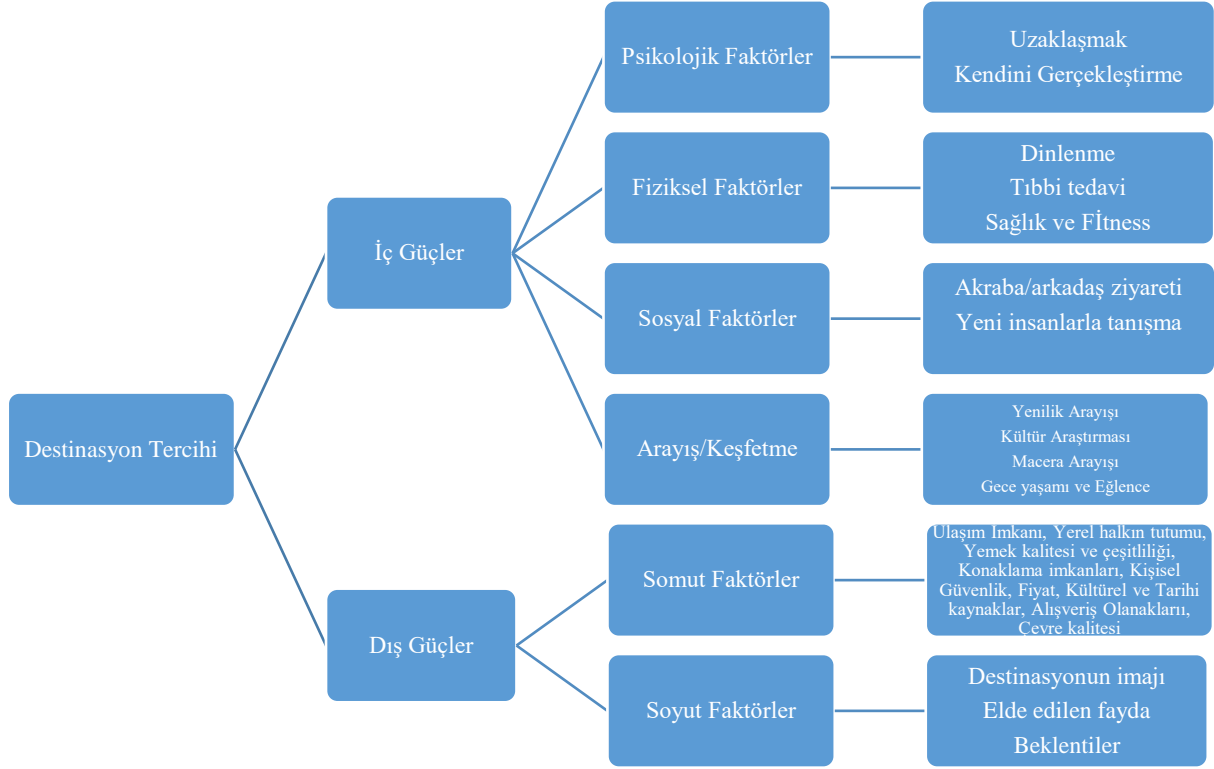 Destinasyon Tercihi
İç Güçler
Psikolojik Faktörler
Uzaklaşmak
Kendini Gerçekleştirme
Fiziksel Faktörler
Dinlenme
Tıbbi tedavi
Sağlık ve Fİtness
Sosyal Faktörler
Akraba/arkadaş ziyareti
Yeni insanlarla tanışma
Arayış/Keşfetme
Yenilik Arayışı
Kültür Araştırması
Macera Arayışı
Gece yaşamı ve Eğlence
Dış Güçler
Somut Faktörler
Ulaşım İmkanı, Yerel halkın tutumu,
Yemek kalitesi ve çeşitliliği,
Konaklama imkanları, Kişisel
Güvenlik, Fiyat, Kültürel ve Tarihi
kaynaklar, Alışveriş Olanaklarıı,
Çevre kalitesi
Soyut Faktörler
Destinasyonun imajı
Elde edilen fayda
Beklentiler